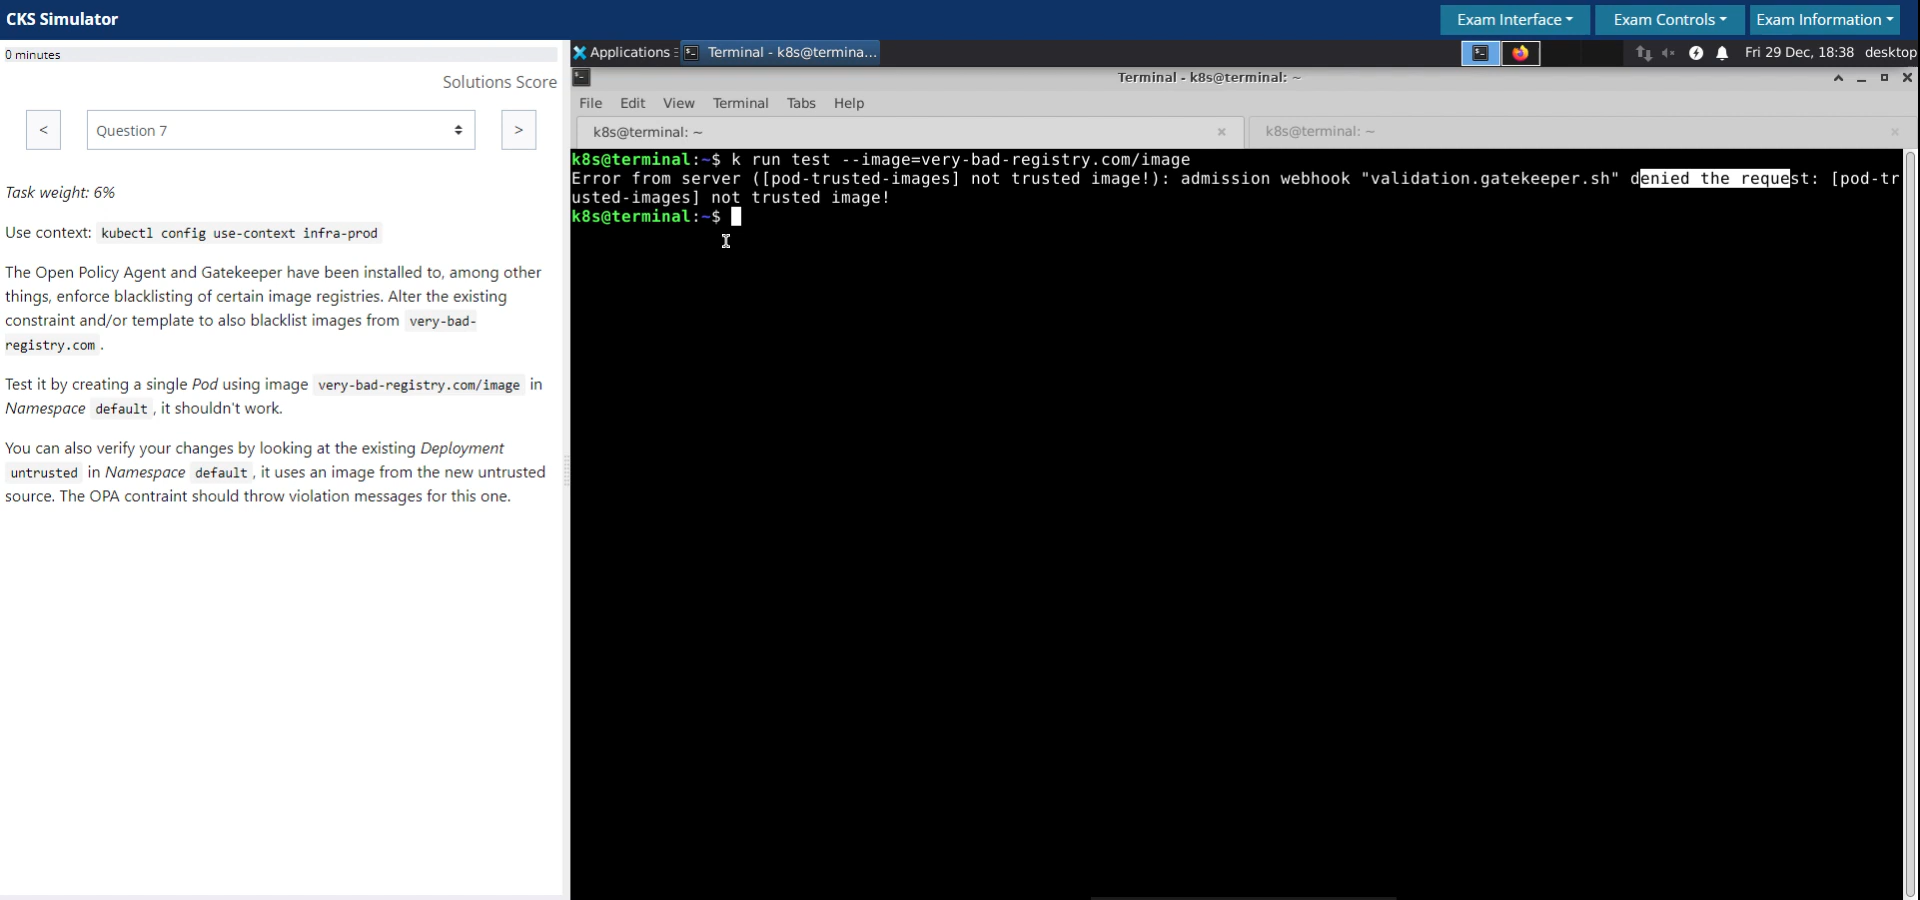 CKS Simulator
Exam Interface
Exam Controls
Exam Information
0 minutes
Solutions Score
<
Question 7
>
Task weight: 6%
Use context: kubectl config use-context infra-prod
The Open Policy Agent and Gatekeeper have been installed to, among other
things, enforce blacklisting of certain image registries. Alter the existing
constraint and/or template to also blacklist images from very-bad-
registry.com .
Test it by creating a single Pod using image very-bad-registry.com/image in
Namespace default , it shouldn't work.
You can also verify your changes by looking at the existing Deployment
untrusted in Namespace default , it uses an image from the new untrusted
source. The OPA contraint should throw violation messages for this one.
Applications
Terminal - k8s@termina...
Fri 29 Dec, 18:38 desktop
Terminal - k8s@terminal: ~
File Edit View Terminal Tabs Help
k8s@terminal: ~
k8s@terminal: ~
k8s@terminal:~$ k run test --image=very-bad-registry.com/image
Error from server ([pod-trusted-images] not trusted image!): admission webhook "validation.gatekeeper.sh" denied the request: [pod-tr
usted-images] not trusted image!
k8s@terminal:~$